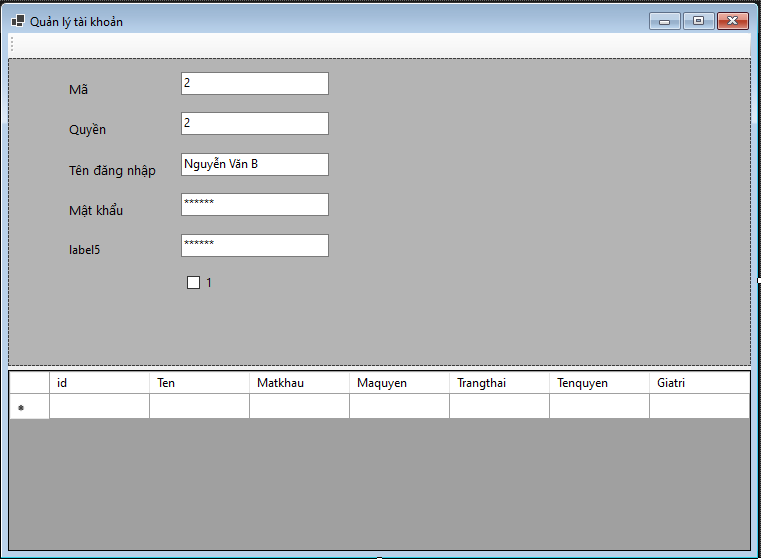 Quản lý tài khoản
Mã 2
Quyền 2
Tên đăng nhập Nguyễn Văn B
Mật khẩu ******
label5 ******
1
id Ten Matkhau Maquyen Trangthai Tenquyen Giatri
*